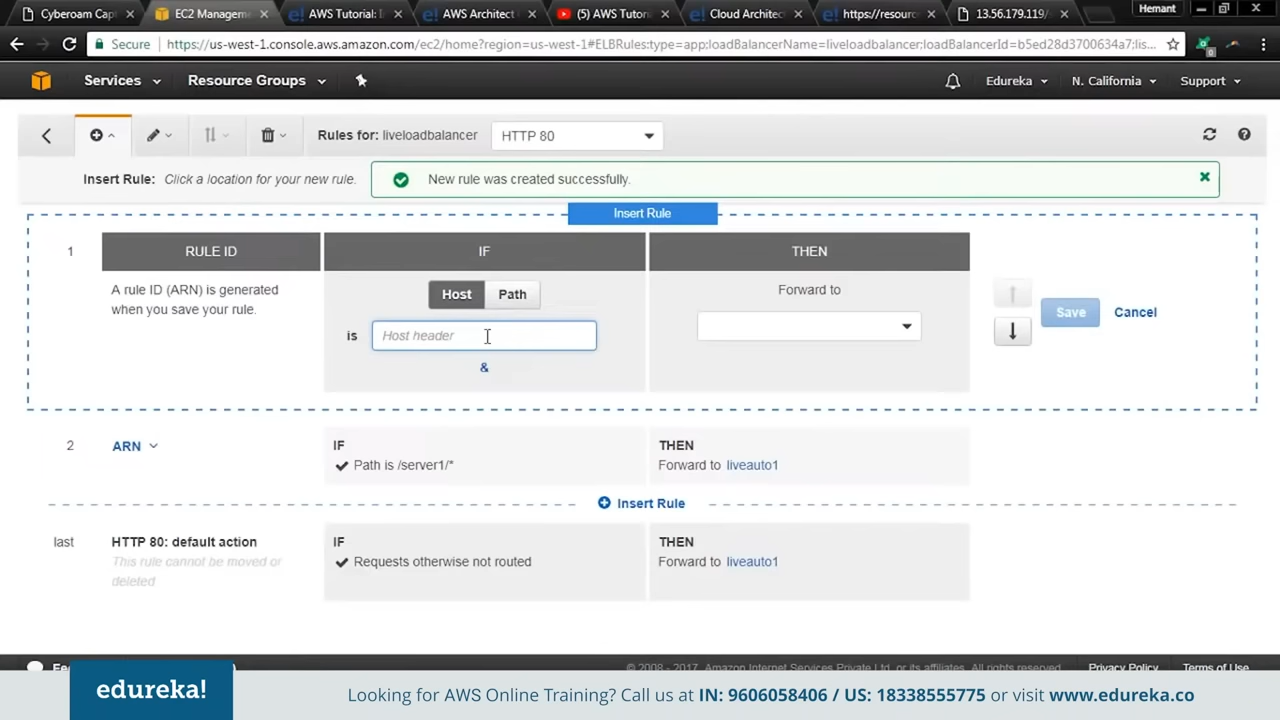 Hemant
Cyberoam Cap
EC2 Managem
AWS Tutorial: I
AWS Architect
(5) AWS Tutor
Cloud Architec
https://resour
13.56.179.119/
Secure
https://us-west-1.console.aws.amazon.com/ec2/home?region=us-west-1#ELBRules:type=app;loadBalancerName=liveloadbalancer;loadBalancerId=b5ed28d3700634a7;lis...
Services
Resource Groups
Edureka
N. California
Support
Rules for: liveloadbalancer
HTTP 80
Insert Rule: Click a location for your new rule.
New rule was created successfully.
Insert Rule
1
RULE ID
IF
THEN
A rule ID (ARN) is generated
when you save your rule.
Host
Path
Forward to
is
Host header
&
Save
Cancel
2
ARN
IF
Path is /server1/*
THEN
Forward to liveauto1
Insert Rule
last
HTTP 80: default action
This rule cannot be moved or
deleted
IF
Requests otherwise not routed
THEN
Forward to liveauto1
© 2008 - 2017, Amazon Internet Services Private Ltd. or its affiliates. All rights reserved.
Privacy Policy
Terms of Use
edureka!
Looking for AWS Online Training? Call us at IN: 9606058406 / US: 18338555775 or visit www.edureka.co